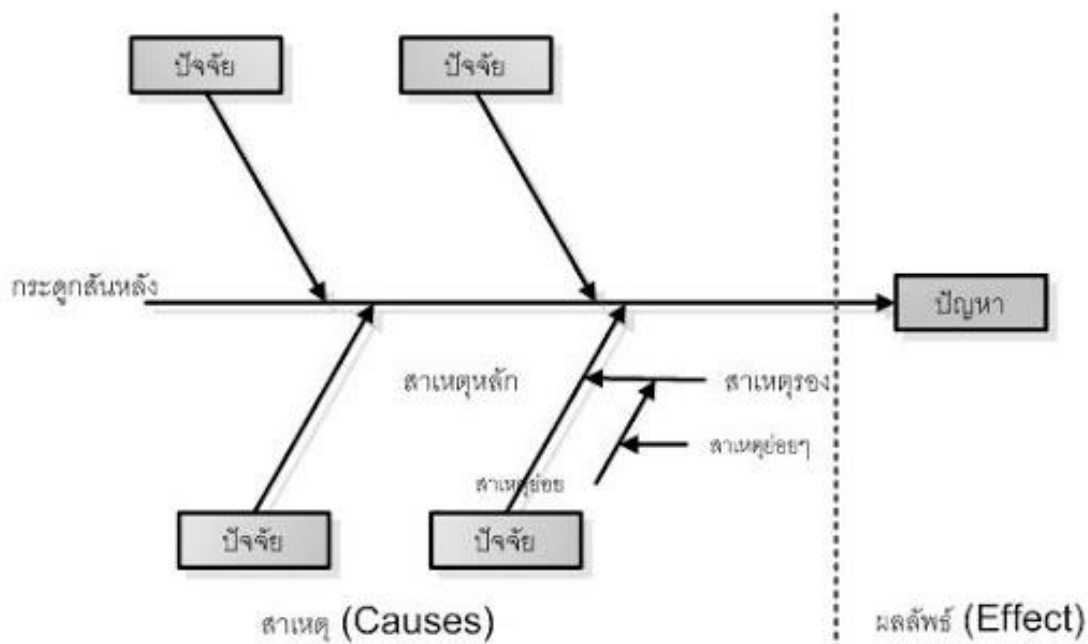 ปัจจัย
ปัจจัย
กระดูกสันหลัง
ปัญหา
สาเหตุหลัก
สาเหตุรอง
สาเหตุย่อยๆ
สาเหตุย่อย
ปัจจัย
ปัจจัย
สาเหตุ (Causes)
ผลลัพธ์ (Effect)